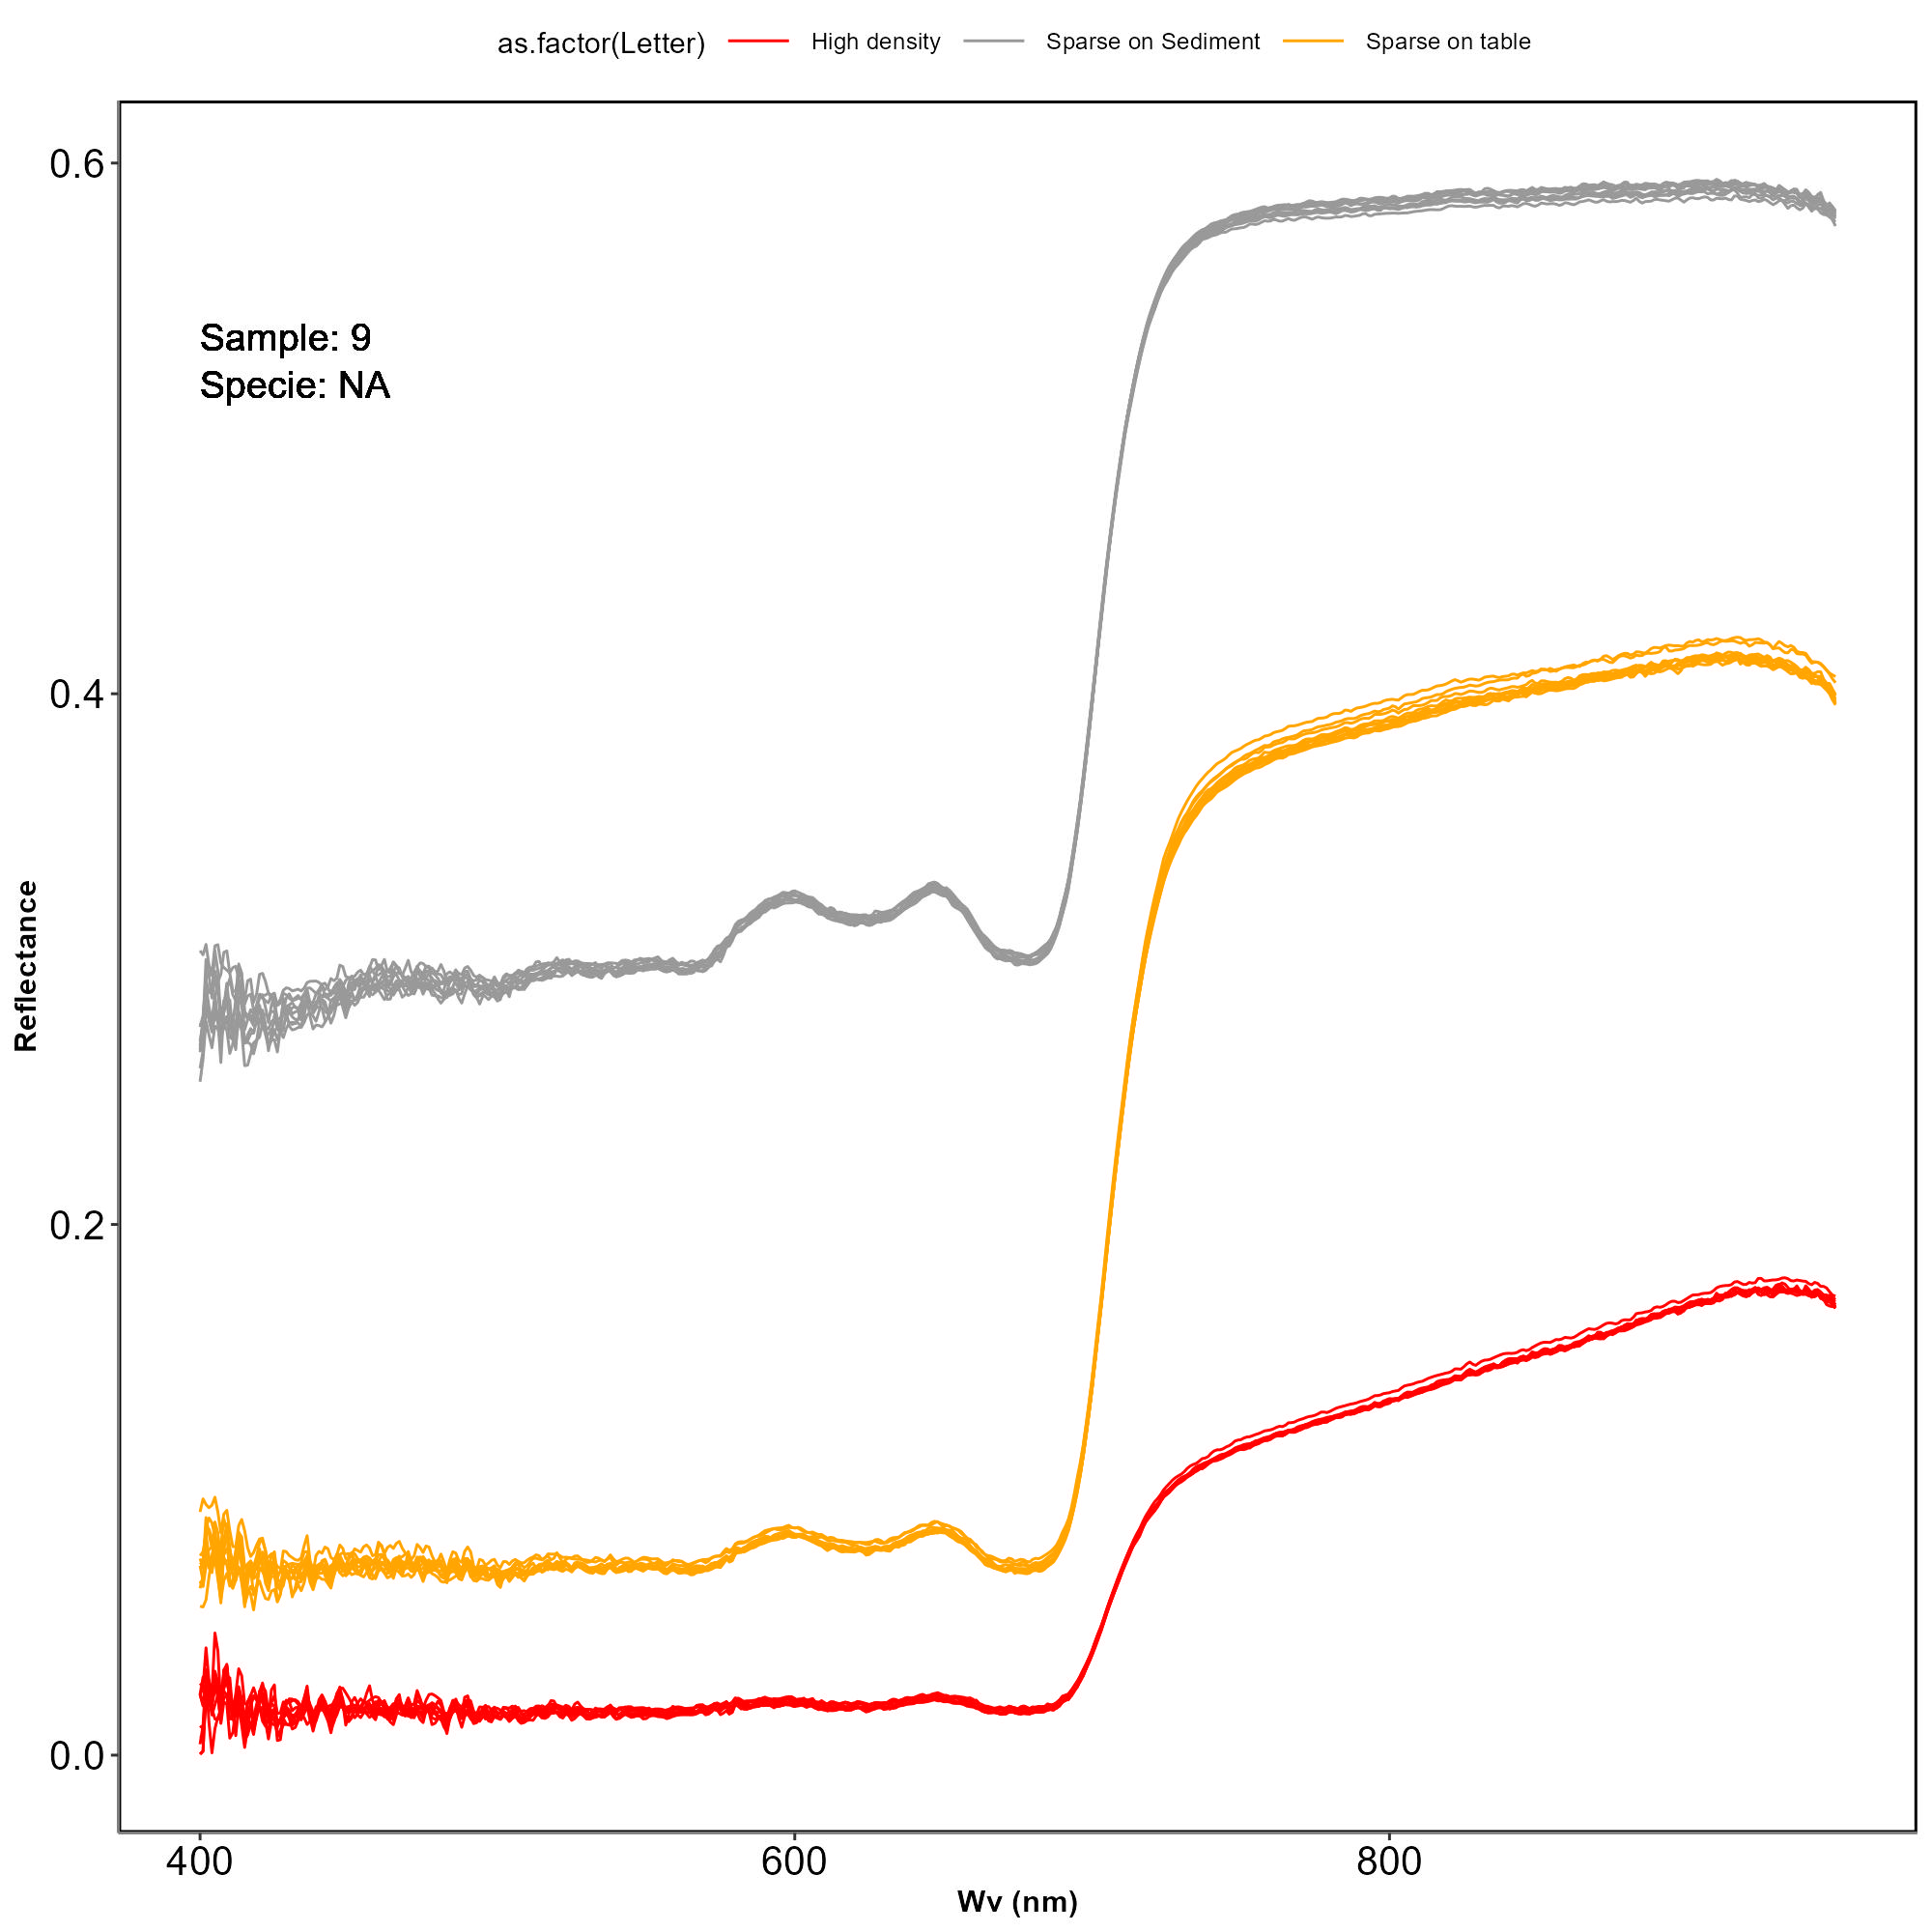 as.factor(Letter) High density Sparse on Sediment Sparse on table
0.6
Sample: 9
Specie: NA
0.4
Reflectance
0.2
0.0
400 600 800
Wv (nm)